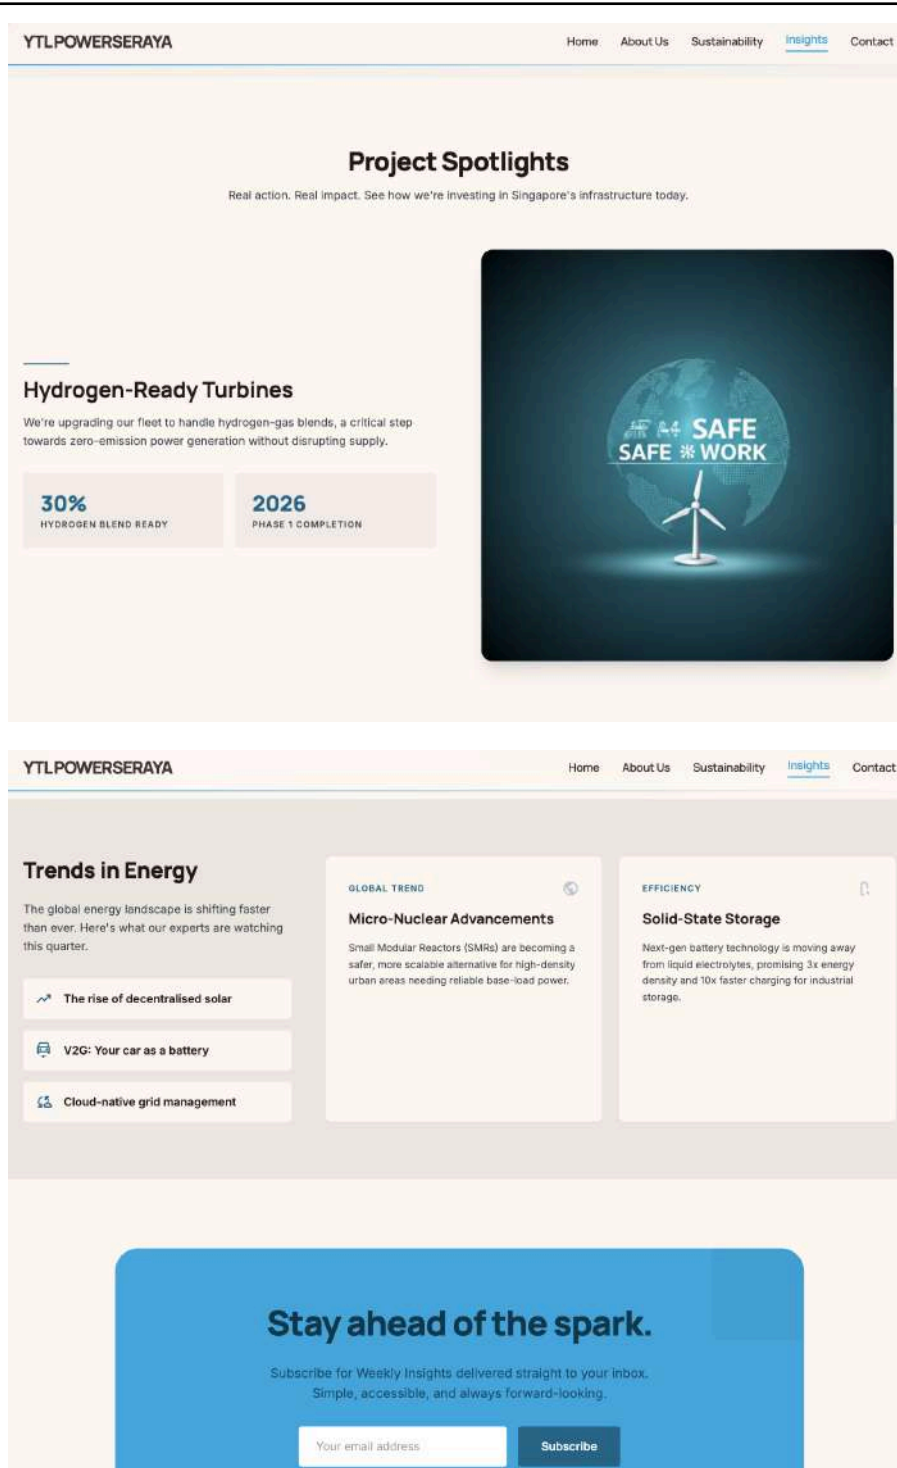 YTLPOWERSERAYA
Home About Us Sustainability Insights Contact
Project Spotlights
Real action. Real impact. See how we're investing in Singapore's infrastructure today.
Hydrogen-Ready Turbines
We're upgrading our fleet to handle hydrogen-gas blends, a critical step
towards zero-emission power generation without disrupting supply.
30%
HYDROGEN BLEND READY
2026
PHASE 1 COMPLETION
SAFE
SAFE WORK
YTLPOWERSERAYA
Home About Us Sustainability Insights Contact
Trends in Energy
The global energy landscape is shifting faster
than ever. Here's what our experts are watching
this quarter.
The rise of decentralised solar
V2G: Your car as a battery
Cloud-native grid management
GLOBAL TREND
Micro-Nuclear Advancements
Small Modular Reactors (SMRs) are becoming a
safer, more scalable alternative for high-density
urban areas needing reliable base-load power.
EFFICIENCY
Solid-State Storage
Next-gen battery technology is moving away
from liquid electrolytes, promising 3x energy
density and 10x faster charging for industrial
storage.
Stay ahead of the spark.
Subscribe for Weekly Insights delivered straight to your inbox.
Simple, accessible, and always forward-looking.
Your email address
Subscribe